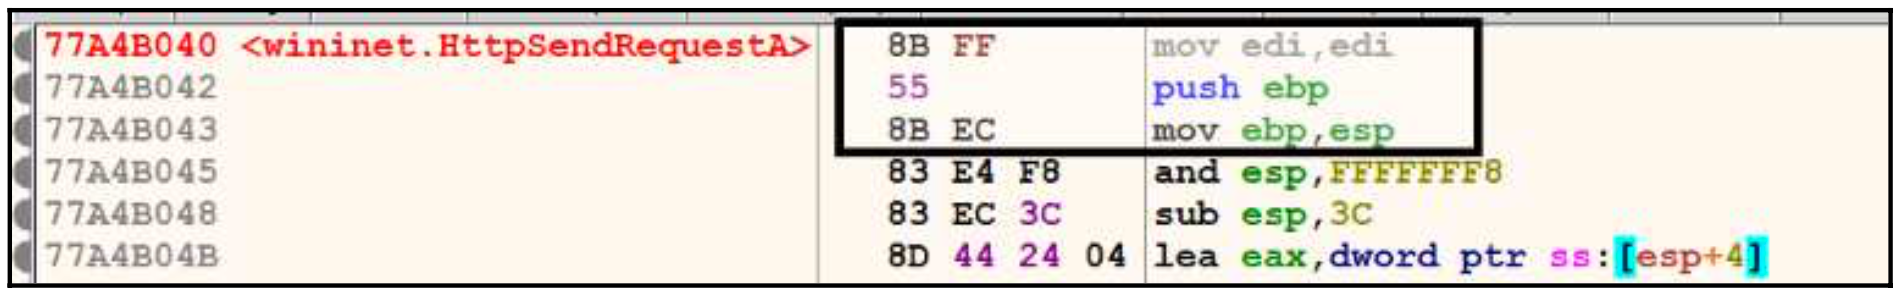 77A4B040 <wininet.HttpSendRequestA> 8B FF mov edi,edi
77A4B042 55 push ebp
77A4B043 8B EC mov ebp,esp
77A4B045 83 E4 F8 and esp,FFFFFFF8
77A4B048 83 EC 3C sub esp,3C
77A4B04B 8D 44 24 04 lea eax,dword ptr ss:[esp+4]